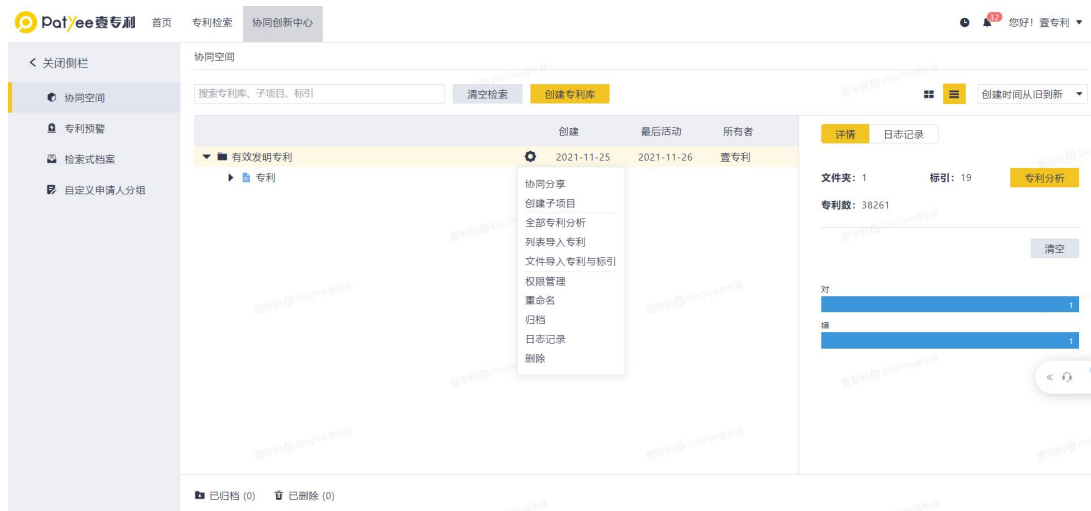 Patyee壹专利 首页 专利检索 协同创新中心 32 您好！壹专利
关闭侧栏
协同空间
专利预警
检索式档案
自定义申请人分组
协同空间
搜索专利库、子项目、标引 清空检索 创建专利库 创建时间从旧到新
创建 最后活动 所有者
有效发明专利 2021-11-25 2021-11-26 壹专利
专利
协同分享
创建子项目
全部专利分析
列表导入专利
文件导入专利与标引
权限管理
重命名
归档
日志记录
删除
详情 日志记录
文件夹：1 标引：19 专利分析
专利数：38261
清空
对
1
错
1
已归档 (0) 已删除 (0)